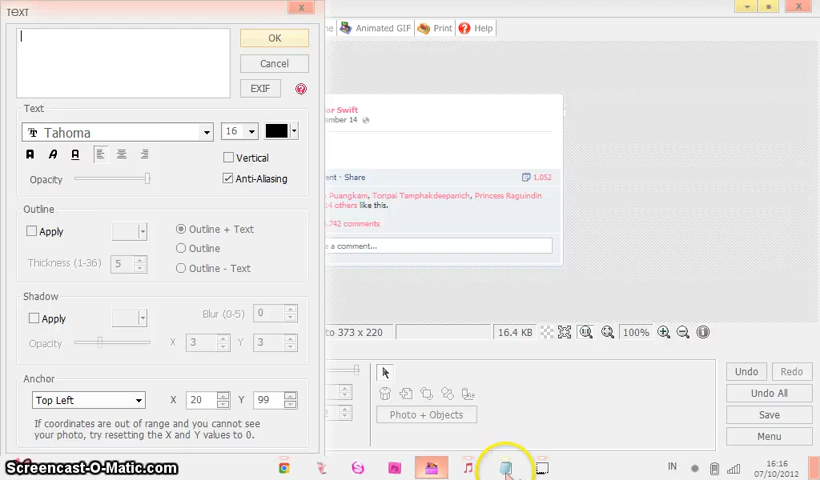 TEXT
OK
Cancel
EXIF
Text
Tahoma
16
Vertical
Opacity
Anti-Aliasing
Outline
Apply
Outline + Text
Outline
Thickness (1-36)
5
Outline - Text
Shadow
Apply
Blur (0-5)
0
Opacity
X
3
Y
3
Anchor
Top Left
X
20
Y
99
If coordinates are out of range and you cannot see
your photo, try resetting the X and Y values to 0.
Animated GIF
Print
Help
or Swift
mber 14
ent · Share
1,052
Puangkam, Tonpai Tamphakdeepanich, Princess Raguindin
others like this.
,742 comments
e a comment...
to 373 x 220
16.4 KB
100%
Photo + Objects
Undo
Redo
Undo All
Save
Menu
Screencast-O-Matic.com
IN
16:16
07/10/2012